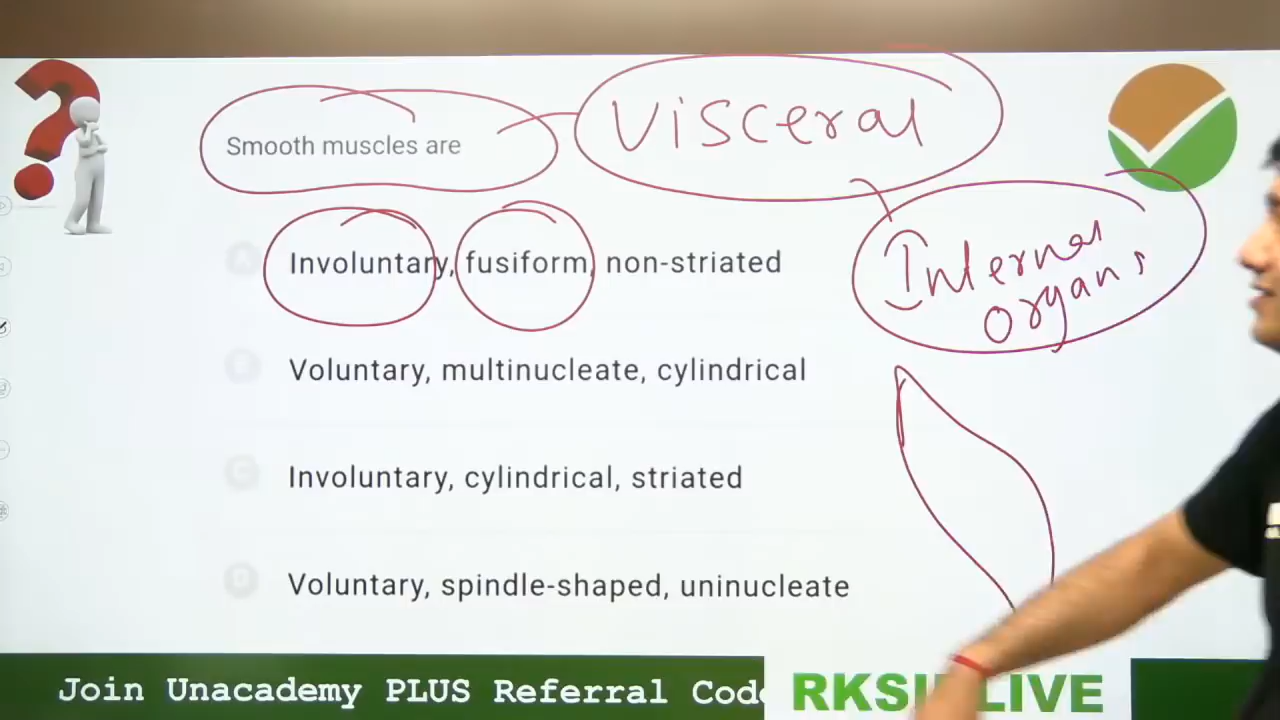 Smooth muscles are
Visceral
Internal
organs
A Involuntary, fusiform, non-striated
B Voluntary, multinucleate, cylindrical
C Involuntary, cylindrical, striated
D Voluntary, spindle-shaped, uninucleate
Join Unacademy PLUS Referral Code
LIVE